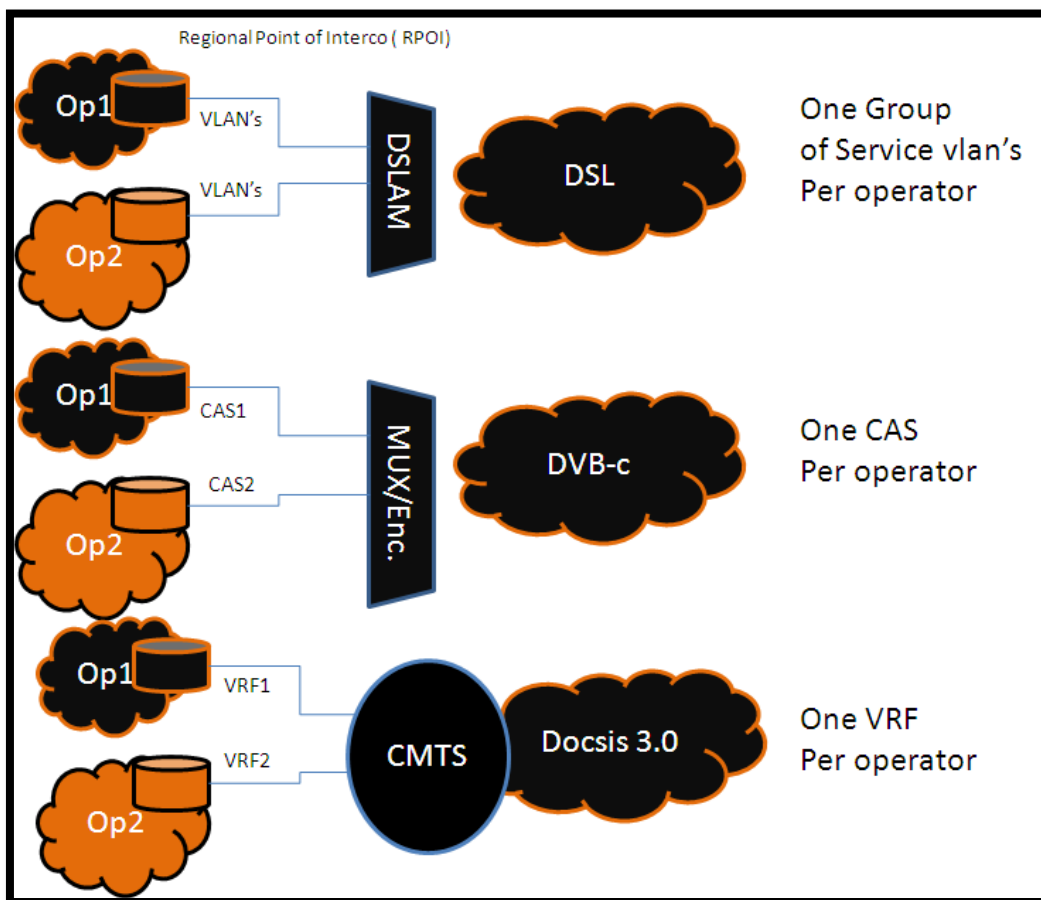 Regional Point of Interco ( RPOI)
Op1
VLAN's
DSLAM
DSL
One Group
of Service vlan's
Per operator
VLAN's
Op2
Op1
CAS1
MUX/Enc.
DVB-c
One CAS
Per operator
CAS2
Op2
Op1
VRF1
CMTS
Docsis 3.0
One VRF
Per operator
VRF2
Op2